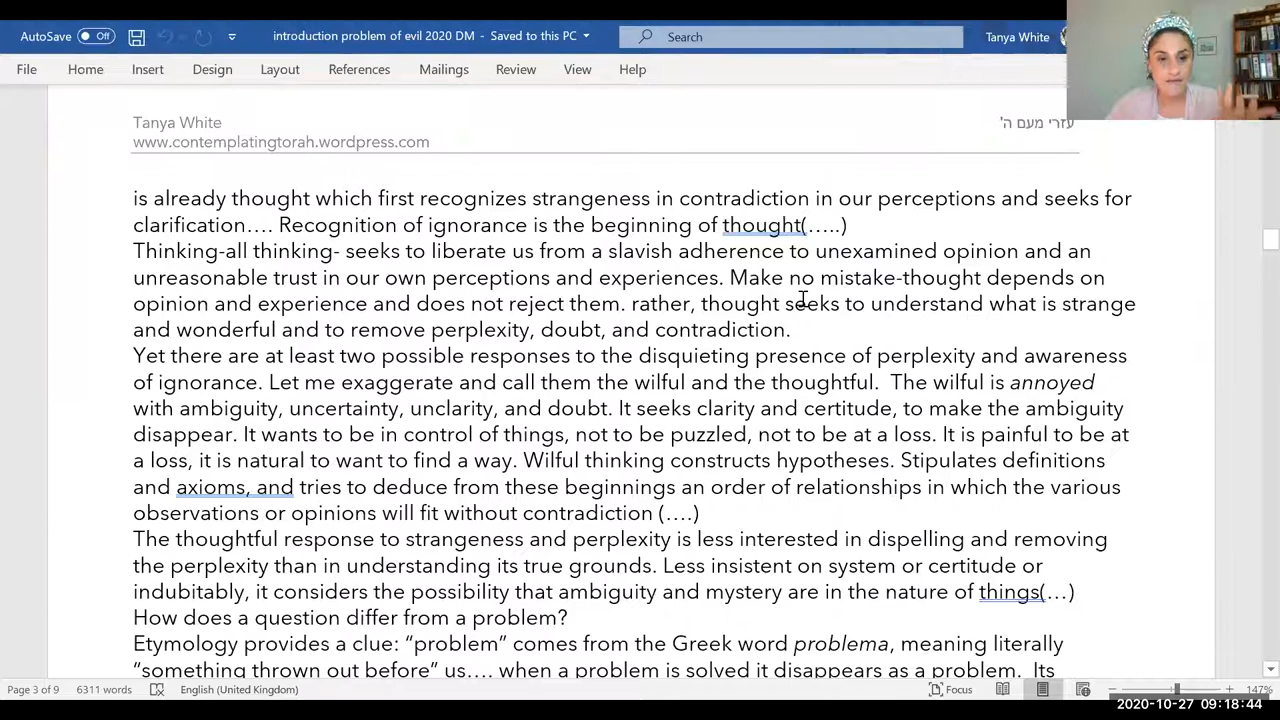 AutoSave Off
introduction problem of evil 2020 DM - Saved to this PC
Search
Tanya White
File Home Insert Design Layout References Mailings Review View Help
Tanya White
עזרי מעם ה'
www.contemplatingtorah.wordpress.com
is already thought which first recognizes strangeness in contradiction in our perceptions and seeks for
clarification…. Recognition of ignorance is the beginning of thought(…..)
Thinking-all thinking- seeks to liberate us from a slavish adherence to unexamined opinion and an
unreasonable trust in our own perceptions and experiences. Make no mistake-thought depends on
opinion and experience and does not reject them. rather, thought seeks to understand what is strange
and wonderful and to remove perplexity, doubt, and contradiction.
Yet there are at least two possible responses to the disquieting presence of perplexity and awareness
of ignorance. Let me exaggerate and call them the wilful and the thoughtful.  The wilful is annoyed
with ambiguity, uncertainty, unclarity, and doubt. It seeks clarity and certitude, to make the ambiguity
disappear. It wants to be in control of things, not to be puzzled, not to be at a loss. It is painful to be at
a loss, it is natural to want to find a way. Wilful thinking constructs hypotheses. Stipulates definitions
and axioms, and tries to deduce from these beginnings an order of relationships in which the various
observations or opinions will fit without contradiction (….)
The thoughtful response to strangeness and perplexity is less interested in dispelling and removing
the perplexity than in understanding its true grounds. Less insistent on system or certitude or
indubitably, it considers the possibility that ambiguity and mystery are in the nature of things(…)
How does a question differ from a problem?
Etymology provides a clue: “problem” comes from the Greek word problema, meaning literally
“something thrown out before” us…. when a problem is solved it disappears as a problem.  Its
Page 3 of 9 6311 words English (United Kingdom) Focus 147%
2020-10-27 09:18:44